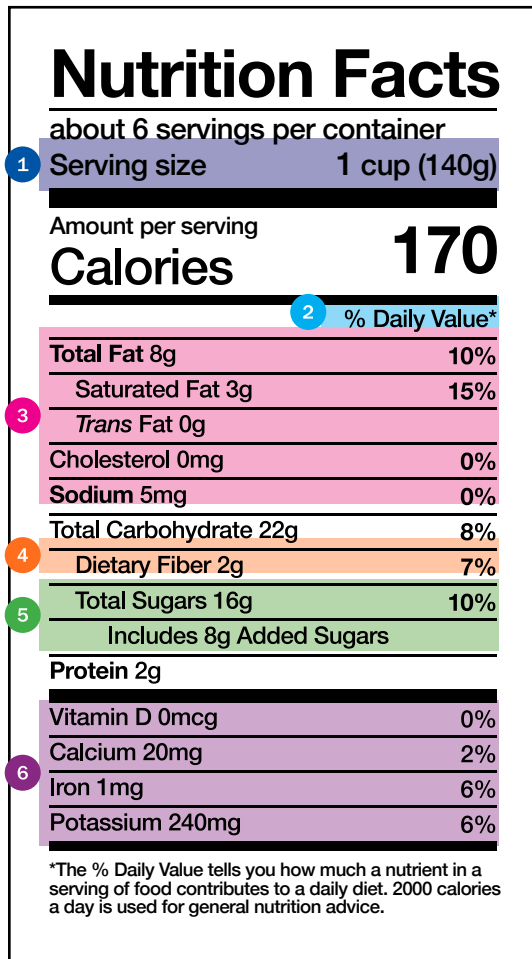 Nutrition Facts
about 6 servings per container
1 Serving size 1 cup (140g)
Amount per serving
Calories 170
2 % Daily Value*
Total Fat 8g 10%
Saturated Fat 3g 15%
3 Trans Fat 0g
Cholesterol 0mg 0%
Sodium 5mg 0%
Total Carbohydrate 22g 8%
4 Dietary Fiber 2g 7%
5 Total Sugars 16g 10%
Includes 8g Added Sugars
Protein 2g
Vitamin D 0mcg 0%
Calcium 20mg 2%
6 Iron 1mg 6%
Potassium 240mg 6%
*The % Daily Value tells you how much a nutrient in a
serving of food contributes to a daily diet. 2000 calories
a day is used for general nutrition advice.